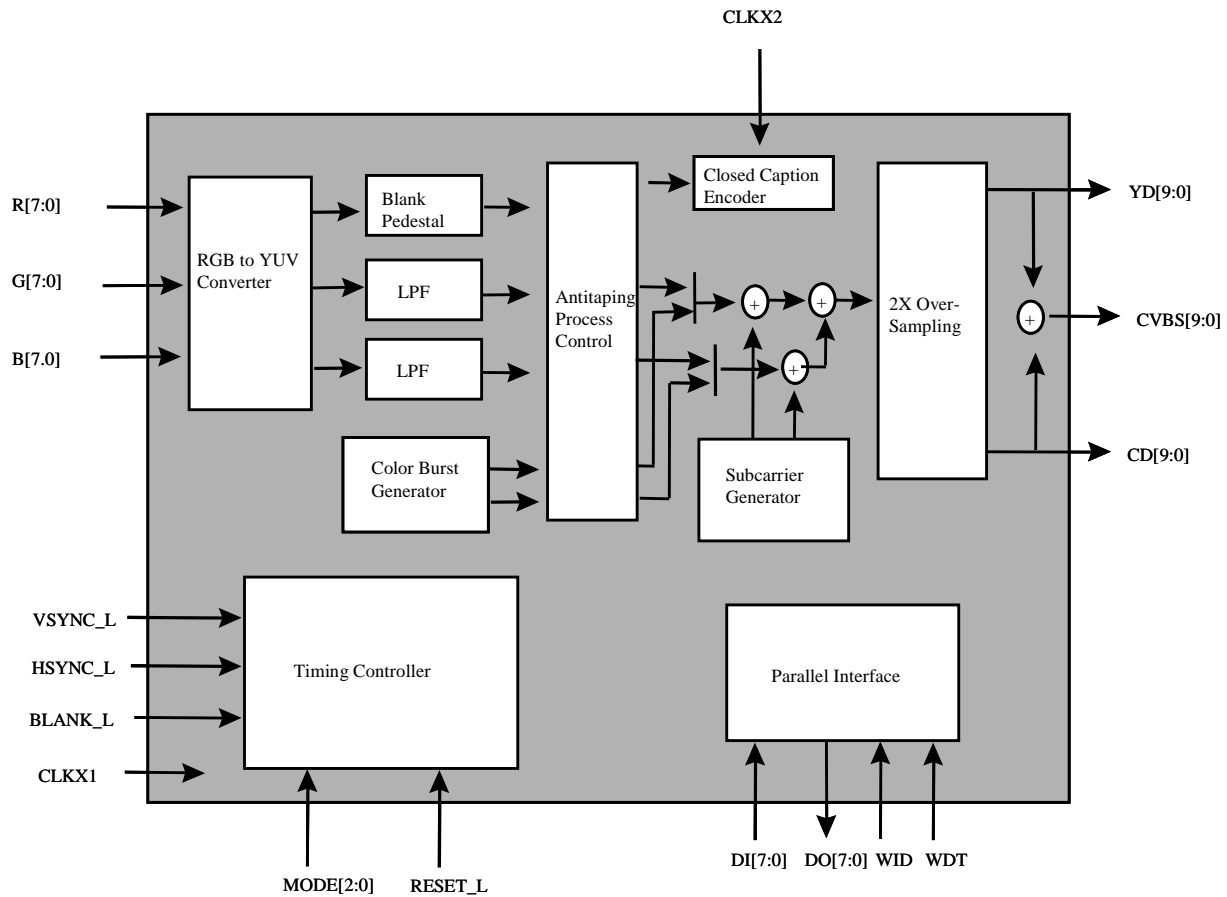 CLKX2
Closed Caption
Encoder
R[7:0]
Blank
Pedestal
YD[9:0]
RGB to YUV
Converter
G[7:0]
LPF
Antitaping
Process
Control
+
+
2X Over-
Sampling
+
CVBS[9:0]
B[7.0]
LPF
+
Color Burst
Generator
Subcarrier
Generator
CD[9:0]
VSYNC_L
HSYNC_L
Timing Controller
Parallel Interface
BLANK_L
CLKX1
DI[7:0]
DO[7:0]
WID
WDT
MODE[2:0]
RESET_L